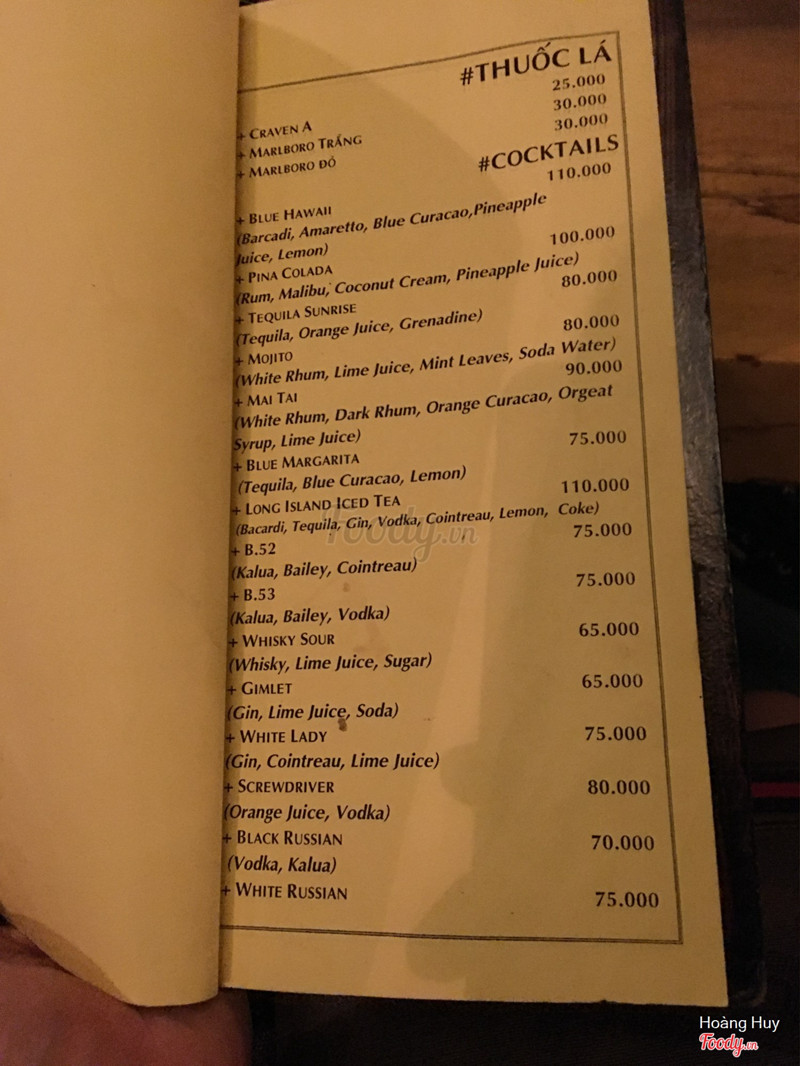 #THUỐC LÁ
+ CRAVEN A 25.000
+ MARLBORO TRẮNG 30.000
+ MARLBORO ĐỎ 30.000
#COCKTAILS
+ BLUE HAWAII 110.000
(Barcadi, Amaretto, Blue Curacao,Pineapple
Juice, Lemon)
+ PINA COLADA 100.000
(Rum, Malibu, Coconut Cream, Pineapple Juice)
+ TEQUILA SUNRISE 80.000
(Tequila, Orange Juice, Grenadine)
+ MOJITO 80.000
(White Rhum, Lime Juice, Mint Leaves, Soda Water)
+ MAI TAI 90.000
(White Rhum, Dark Rhum, Orange Curacao, Orgeat
Syrup, Lime Juice)
+ BLUE MARGARITA 75.000
(Tequila, Blue Curacao, Lemon)
+ LONG ISLAND ICED TEA 110.000
(Bacardi, Tequila, Gin, Vodka, Cointreau, Lemon, Coke)
+ B.52 75.000
(Kalua, Bailey, Cointreau)
+ B.53 75.000
(Kalua, Bailey, Vodka)
+ WHISKY SOUR 65.000
(Whisky, Lime Juice, Sugar)
+ GIMLET 65.000
(Gin, Lime Juice, Soda)
+ WHITE LADY 75.000
(Gin, Cointreau, Lime Juice)
+ SCREWDRIVER 80.000
(Orange Juice, Vodka)
+ BLACK RUSSIAN 70.000
(Vodka, Kalua)
+ WHITE RUSSIAN 75.000
Foody.vn
Hoàng Huy
Foody.vn